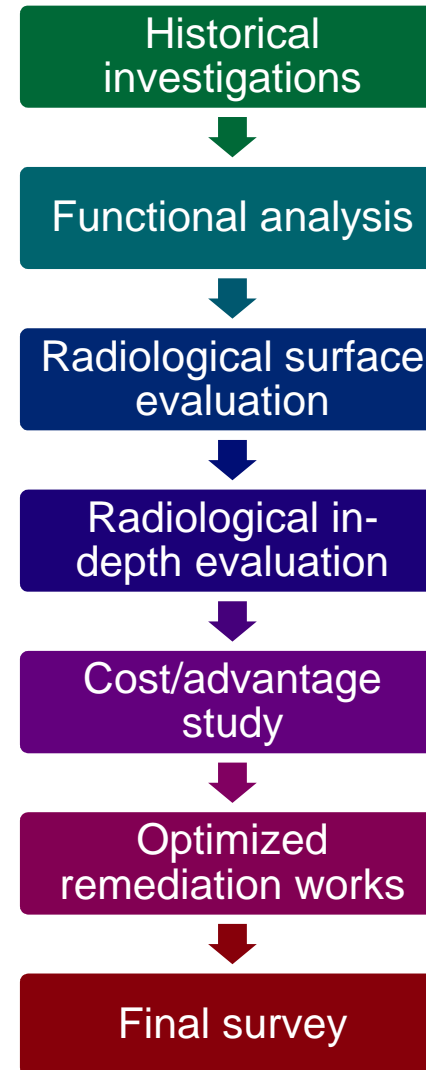 Historical
investigations
Functional analysis
Radiological surface
evaluation
Radiological in-
depth evaluation
Cost/advantage
study
Optimized
remediation works
Final survey